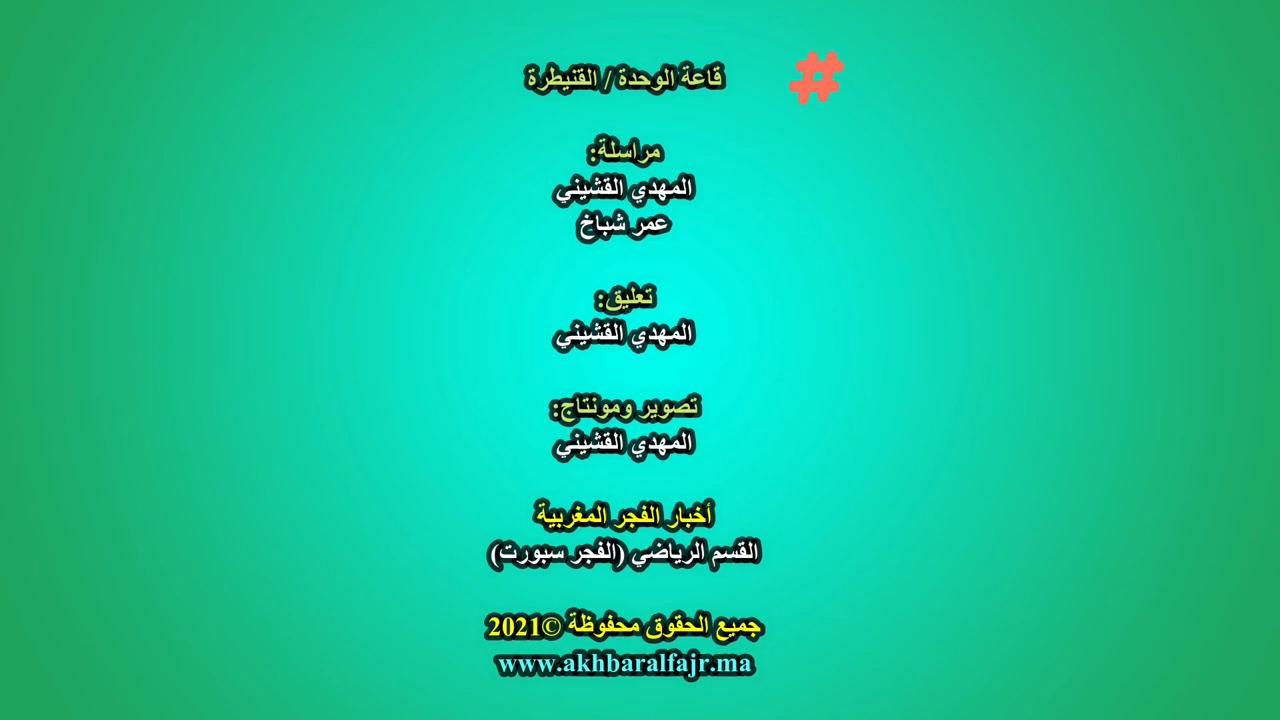 # قاعة الوحدة / القنيطرة
مراسلة:
المهدي القشيني
عمر شباخ
تعليق:
المهدي القشيني
تصوير ومونتاج:
المهدي القشيني
أخبار الفجر المغربية
القسم الرياضي (الفجر سبورت)
جميع الحقوق محفوظة ©2021
www.akhbaralfajr.ma